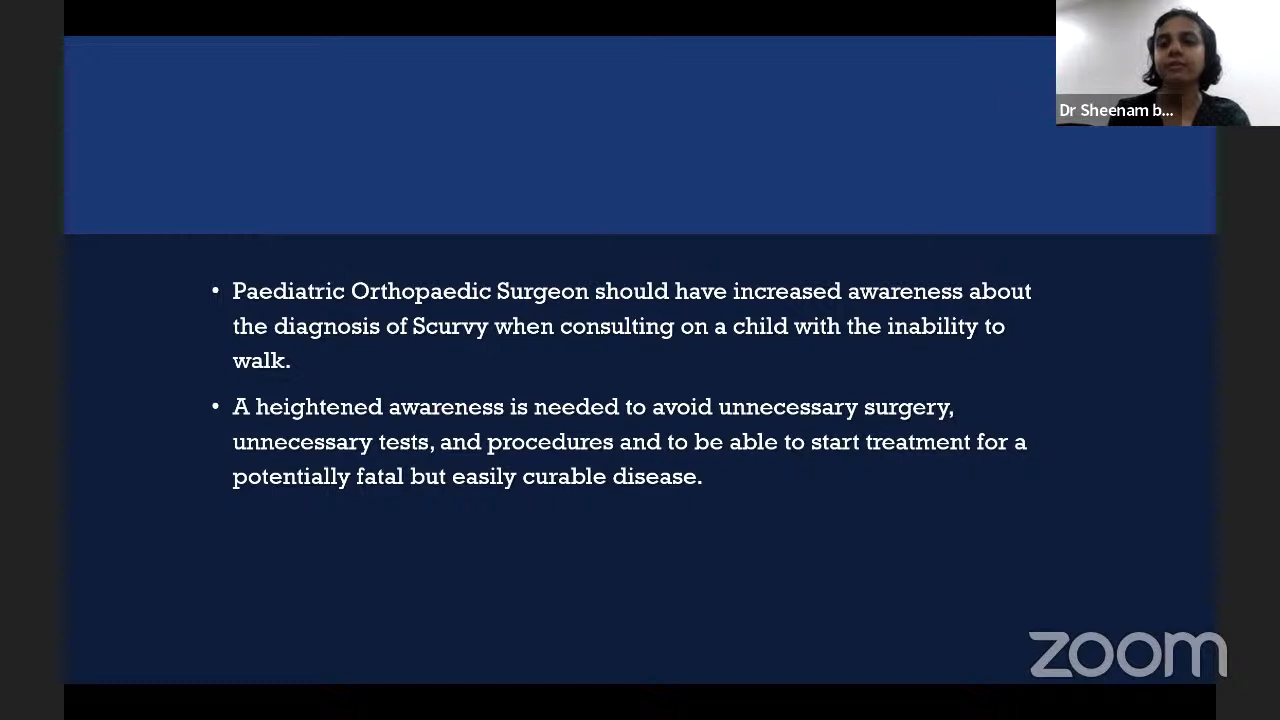 Dr Sheenam b...
• Paediatric Orthopaedic Surgeon should have increased awareness about
the diagnosis of Scurvy when consulting on a child with the inability to
walk.
• A heightened awareness is needed to avoid unnecessary surgery,
unnecessary tests, and procedures and to be able to start treatment for a
potentially fatal but easily curable disease.
zoom